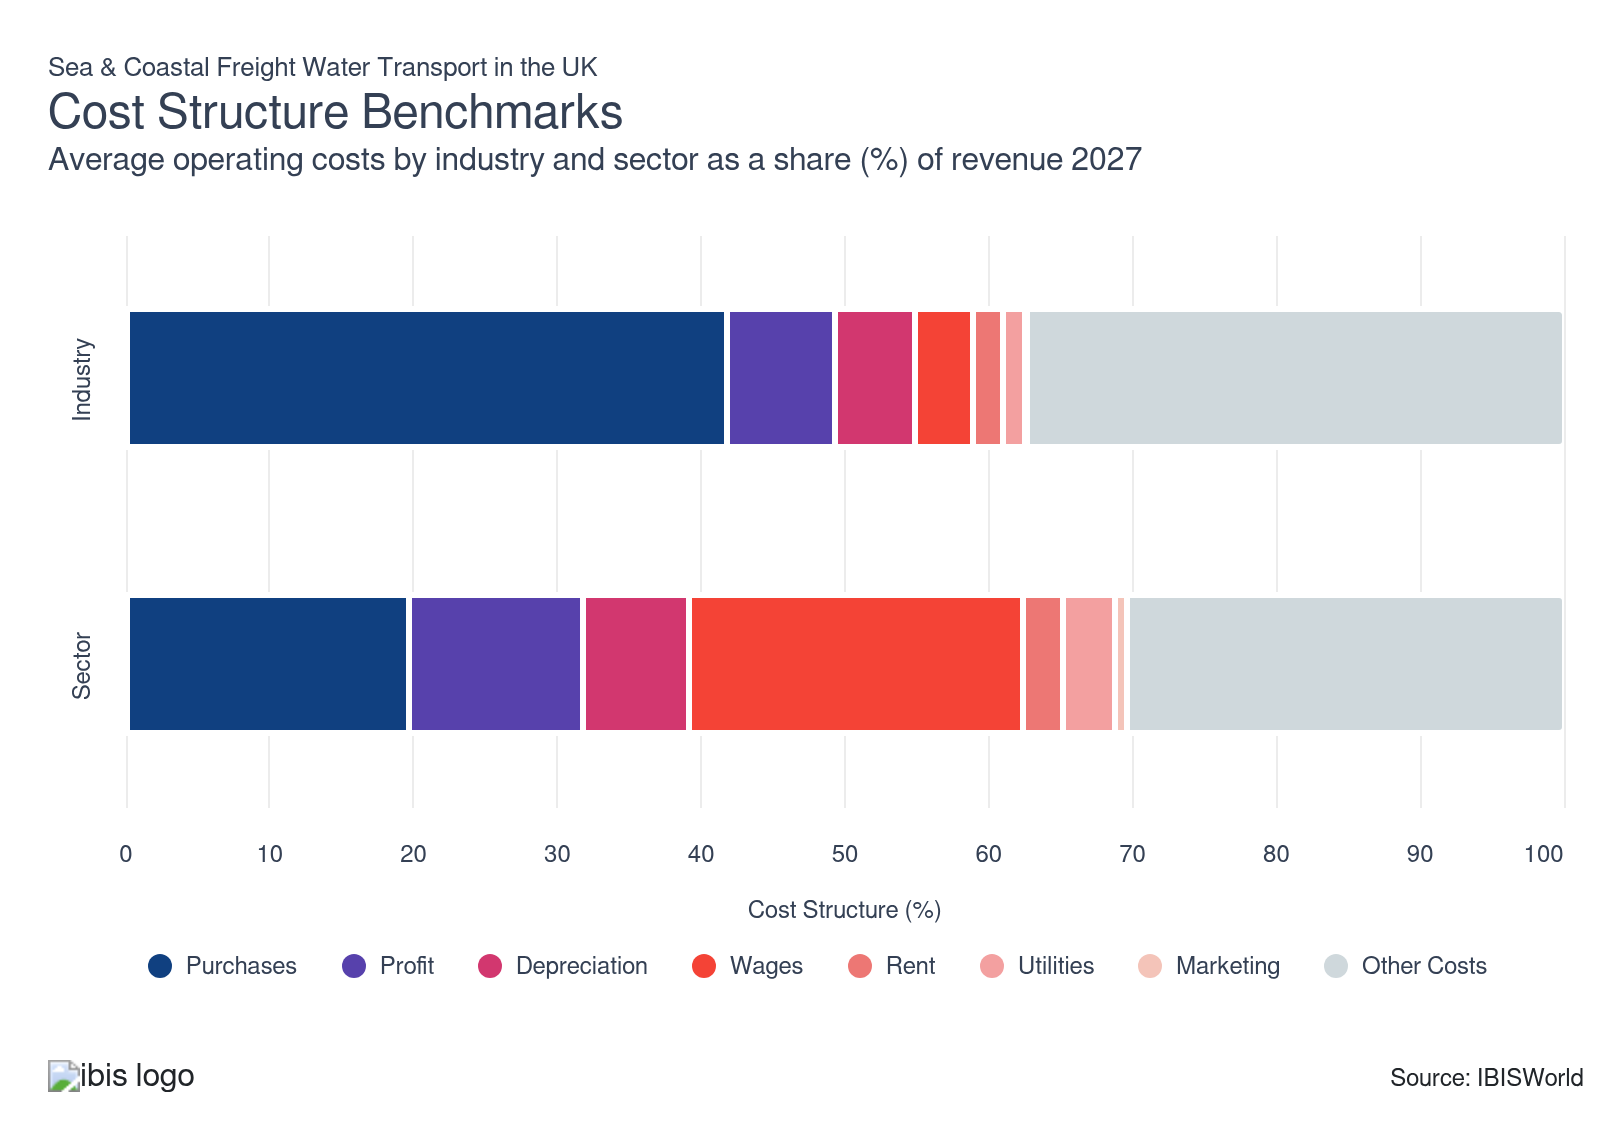 Sea & Coastal Freight Water Transport in the UK
Cost Structure Benchmarks
Average operating costs by industry and sector as a share (%) of revenue 2027
Industry
Sector
0 10 20 30 40 50 60 70 80 90 100
Cost Structure (%)
Purchases Profit Depreciation Wages Rent Utilities Marketing Other Costs
ibis logo
Source: IBISWorld